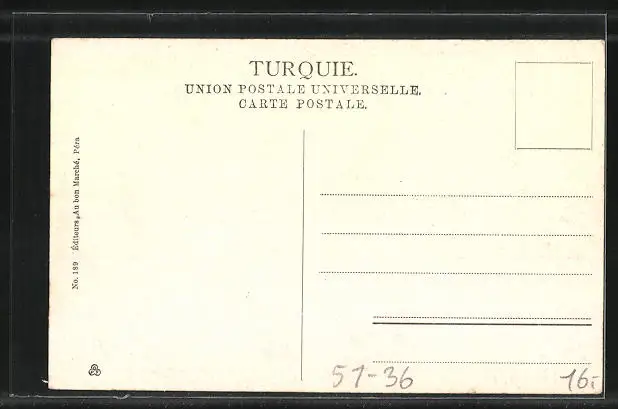 TURQUIE.
UNION POSTALE UNIVERSELLE.
CARTE POSTALE.
No. 189 Éditeurs „Au bon Marché, Péra
51-36
16,-